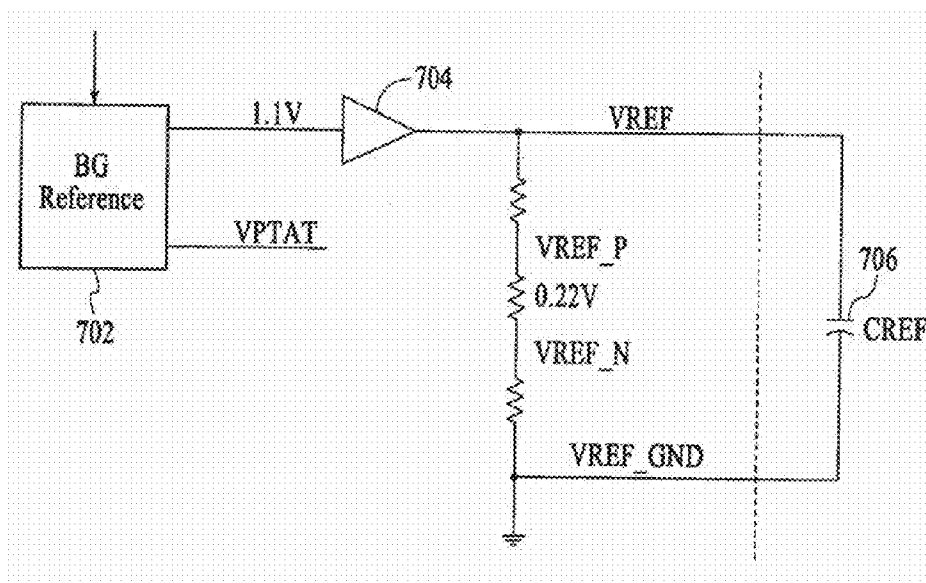 704
1.1V
VREF
BG
Reference
VPTAT
VREF_P
706
0.22V
702
CREF
VREF_N
VREF_GND